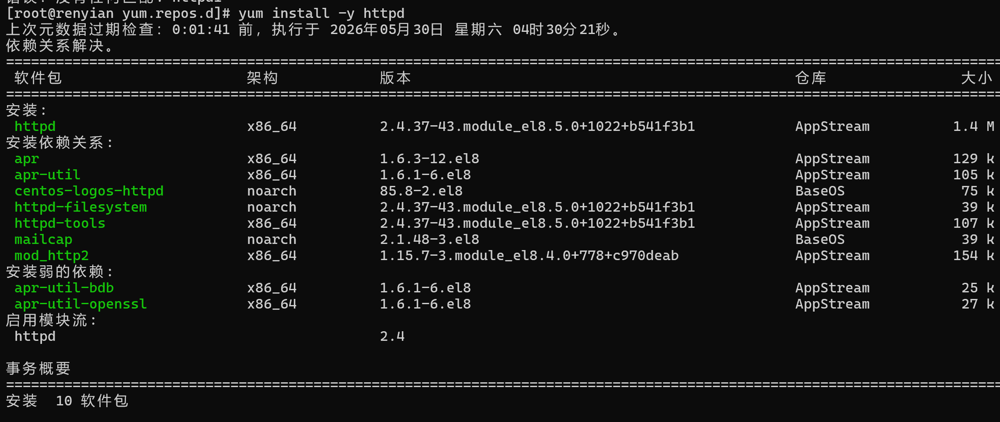 错误：没有任何匹配: httpd1
[root@renyian yum.repos.d]# yum install -y httpd
上次元数据过期检查：0:01:41 前，执行于 2026年05月30日 星期六 04时30分21秒。
依赖关系解决。
========================================================================================================================
软件包 架构 版本 仓库 大小
========================================================================================================================
安装:
httpd x86_64 2.4.37-43.module_el8.5.0+1022+b541f3b1 AppStream 1.4 M
安装依赖关系:
apr x86_64 1.6.3-12.el8 AppStream 129 k
apr-util x86_64 1.6.1-6.el8 AppStream 105 k
centos-logos-httpd noarch 85.8-2.el8 BaseOS 75 k
httpd-filesystem noarch 2.4.37-43.module_el8.5.0+1022+b541f3b1 AppStream 39 k
httpd-tools x86_64 2.4.37-43.module_el8.5.0+1022+b541f3b1 AppStream 107 k
mailcap noarch 2.1.48-3.el8 BaseOS 39 k
mod_http2 x86_64 1.15.7-3.module_el8.4.0+778+c970deab AppStream 154 k
安装弱的依赖:
apr-util-bdb x86_64 1.6.1-6.el8 AppStream 25 k
apr-util-openssl x86_64 1.6.1-6.el8 AppStream 27 k
启用模块流:
httpd 2.4
事务概要
========================================================================================================================
安装 10 软件包